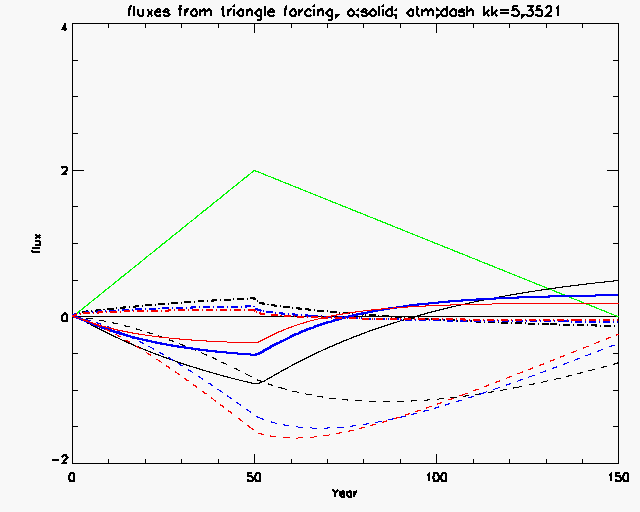 fluxes from triangle forcing, o:solid; atm:dash kk=5.3521
4
2
flux
0
-2
0
50
100
150
Year